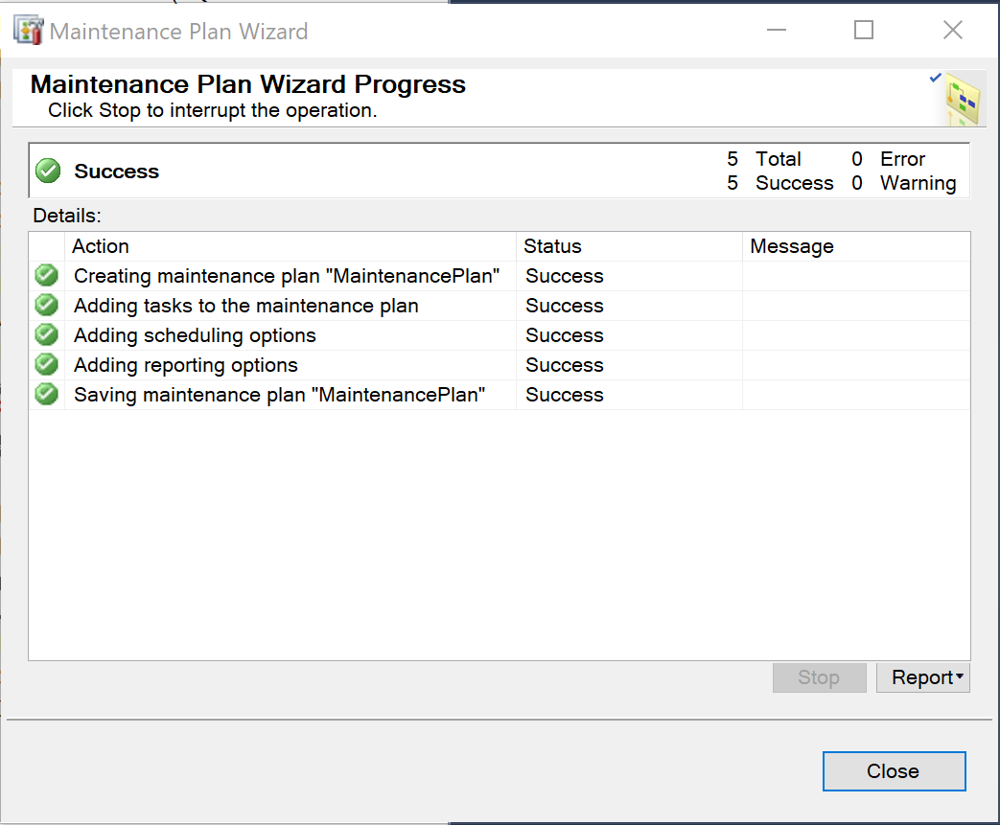 Maintenance Plan Wizard
Maintenance Plan Wizard Progress
Click Stop to interrupt the operation.
Success
5 Total 0 Error
5 Success 0 Warning
Details:
Action Status Message
Creating maintenance plan "MaintenancePlan" Success
Adding tasks to the maintenance plan Success
Adding scheduling options Success
Adding reporting options Success
Saving maintenance plan "MaintenancePlan" Success
Stop Report
Close